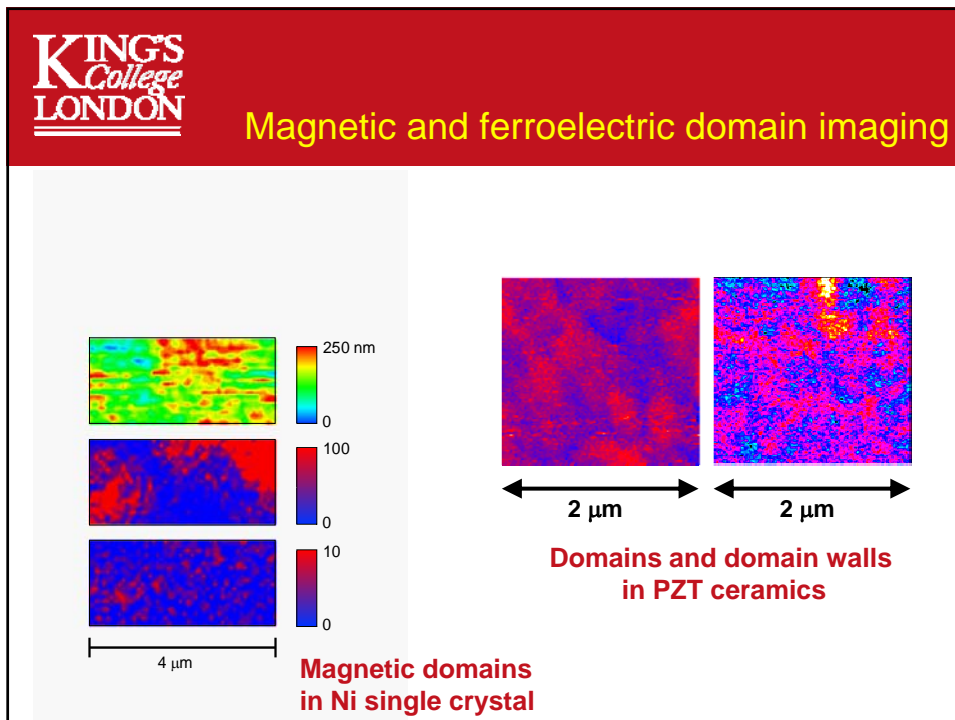 KING'S
College
LONDON
Magnetic and ferroelectric domain imaging
250 nm
0
100
0
10
0
4 μm
Magnetic domains
in Ni single crystal
2 μm
2 μm
Domains and domain walls
in PZT ceramics